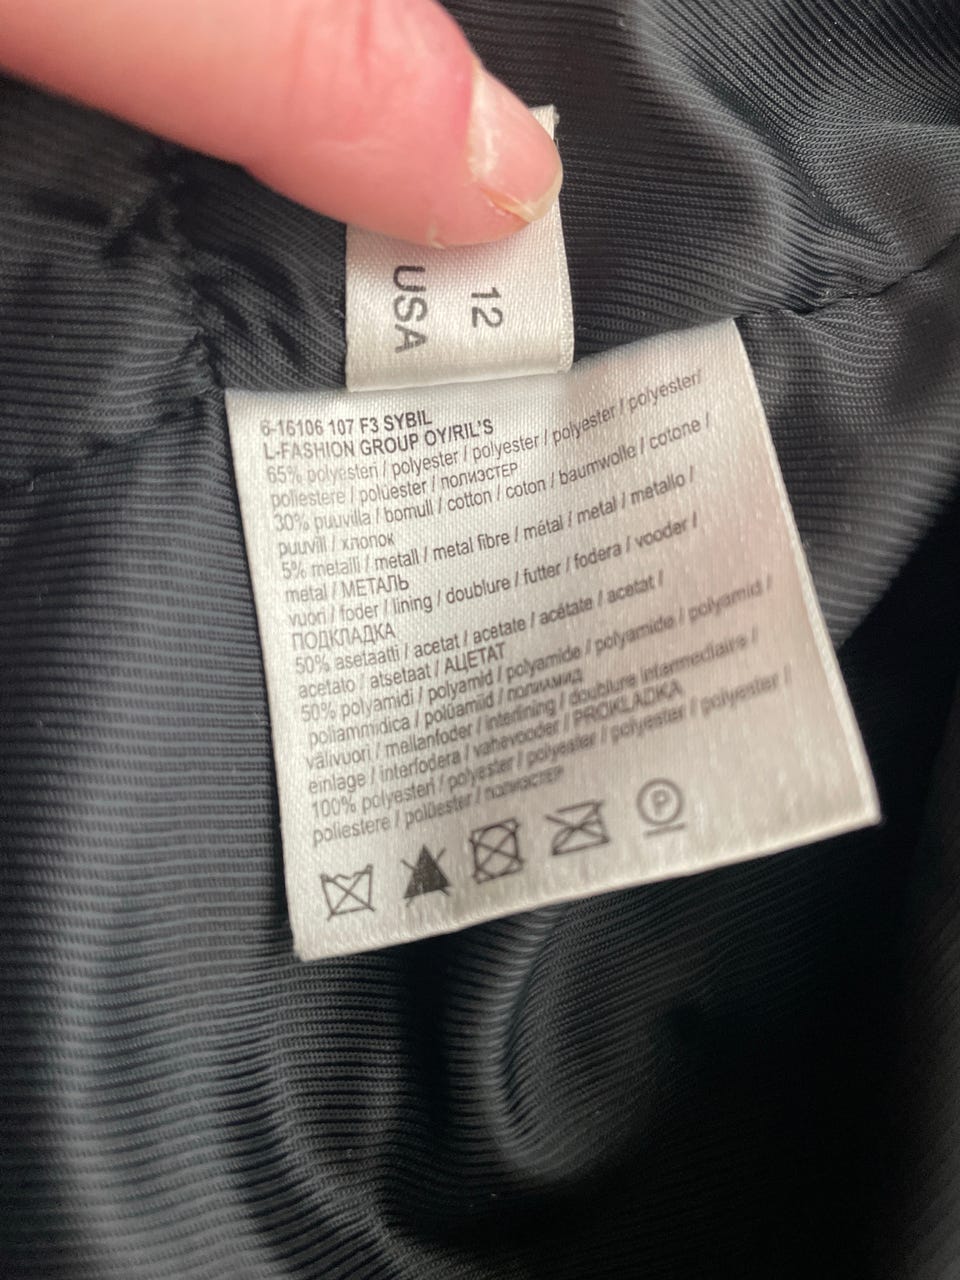 12
USA
6-16106 107 F3 SYBIL
L-FASHION GROUP OY/RIL'S
65% polyesteri / polyester / polyester / polyester / polyester/
poliestere / polüester / полиэстер
30% puuvilla / bomull / cotton / coton / baumwolle / cotone /
puuvill / хлопок
5% metalli / metall / metal fibre / métal / metal / metallo /
metal / МЕТАЛЬ
vuori / foder / lining / doublure / futter / fodera / vooder /
ПОДКЛАДКА
50% asetaatti / acetat / acetate / acétate / acetat /
acetato / atsetaat / АЦЕТАТ
50% polyamidi / polyamid / polyamide / polyamide / polyamid /
poliammidica / polüamiid / полиамид
välivuori / mellanfoder / interlining / doublure intermediaire /
einlage / interfodera / vahevooder / PROKLADKA
100% polyesteri / polyester / polyester / polyester / polyester /
poliestere / polüester / полиэстер
P